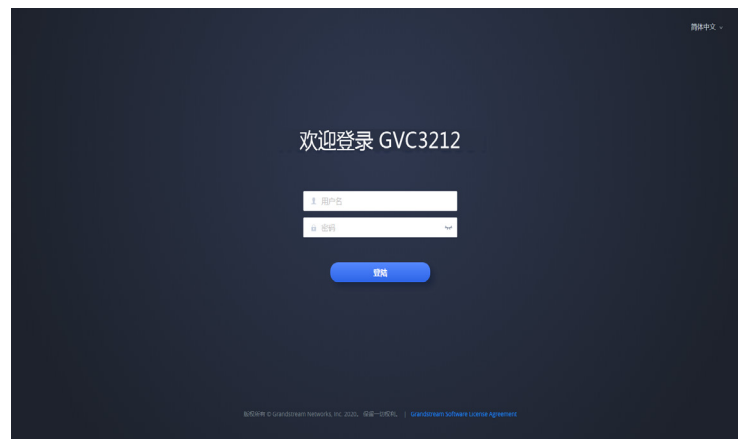 简体中文
欢迎登录 GVC3212
用户名
密码
登陆
版权所有 © Grandstream Networks, Inc. 2020。 保留一切权利。 | Grandstream Software License Agreement